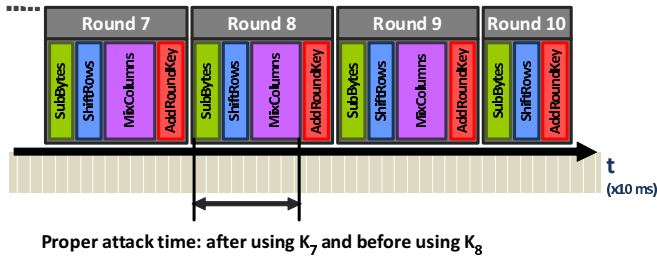 Round 7 Round 8 Round 9 Round 10
SubBytes ShiftRows MixColumns AddRoundKey SubBytes ShiftRows MixColumns AddRoundKey SubBytes ShiftRows MixColumns AddRoundKey SubBytes ShiftRows AddRoundKey
t
(x10 ms)
Proper attack time: after using K7 and before using K8